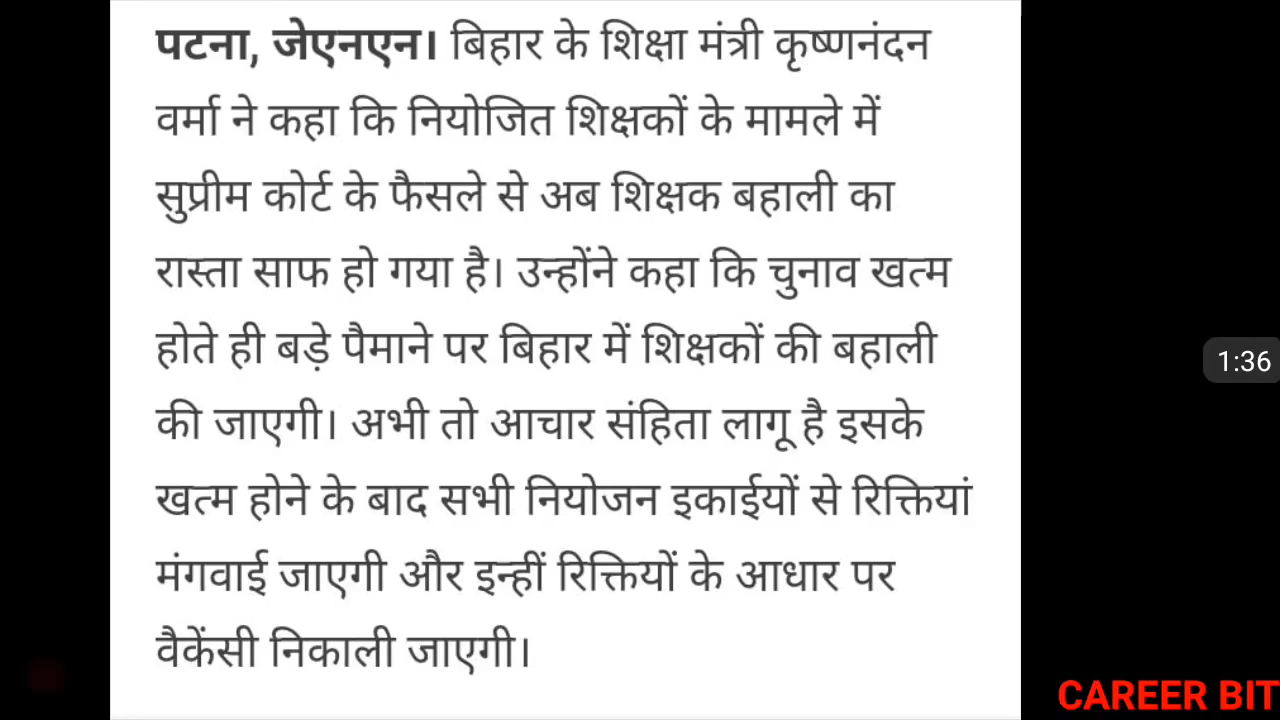 पटना, जेएनएन। बिहार के शिक्षा मंत्री कृष्णनंदन
वर्मा ने कहा कि नियोजित शिक्षकों के मामले में
सुप्रीम कोर्ट के फैसले से अब शिक्षक बहाली का
रास्ता साफ हो गया है। उन्होंने कहा कि चुनाव खत्म
होते ही बड़े पैमाने पर बिहार में शिक्षकों की बहाली
की जाएगी। अभी तो आचार संहिता लागू है इसके
खत्म होने के बाद सभी नियोजन इकाईयों से रिक्तियां
मंगवाई जाएगी और इन्हीं रिक्तियों के आधार पर
वैकेंसी निकाली जाएगी।
1:36
CAREER BIT